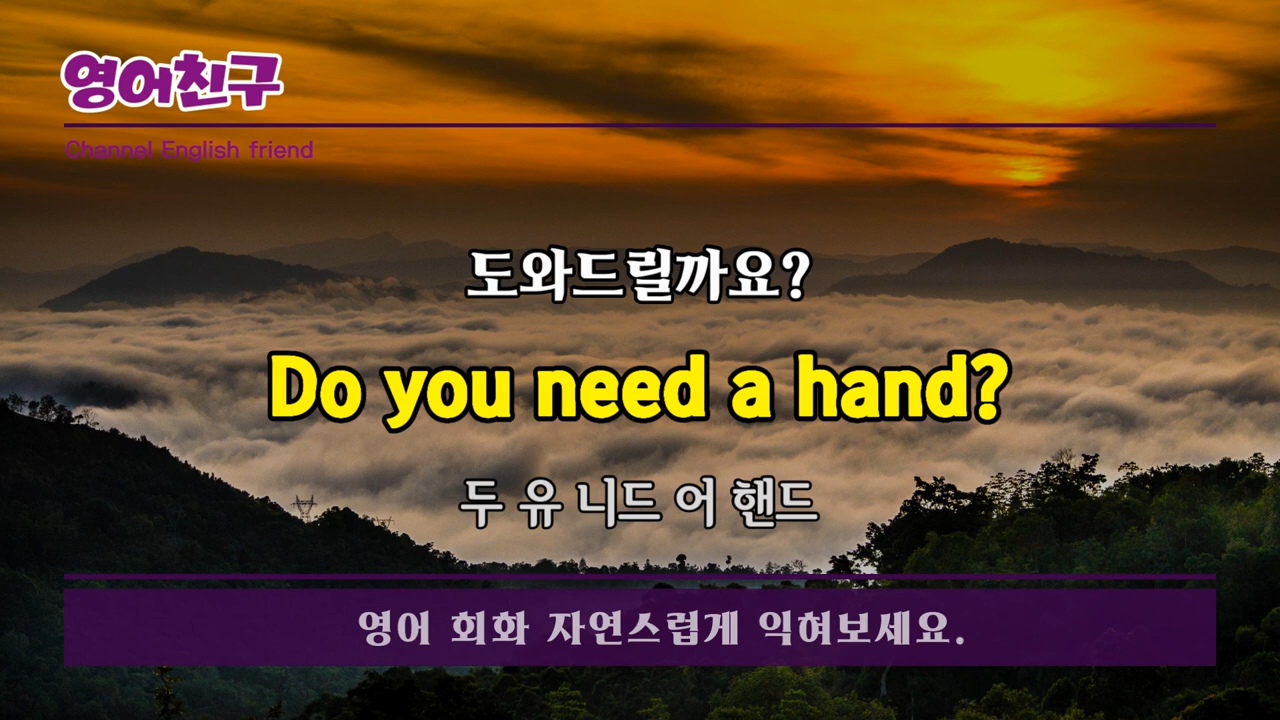 영어친구
Channel English friend
도와드릴까요?
Do you need a hand?
두 유 니드 어 핸드
영어 회화 자연스럽게 익혀보세요.